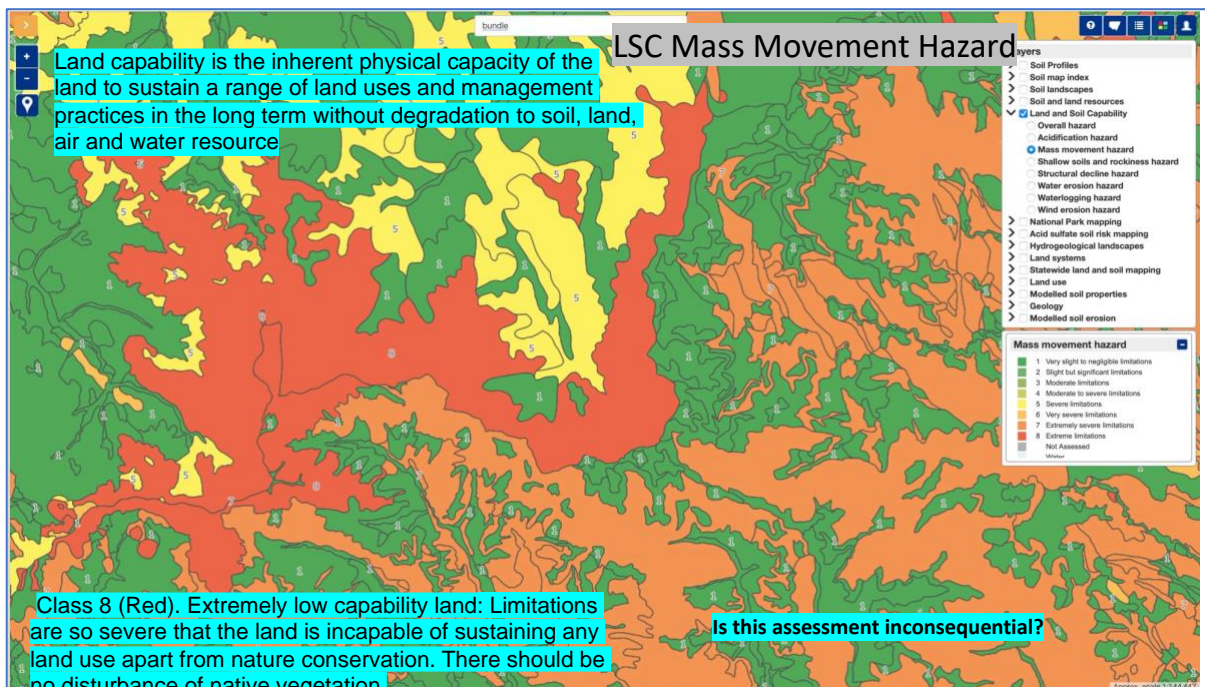 bundle
LSC Mass Movement Hazard
Land capability is the inherent physical capacity of the
land to sustain a range of land uses and management
practices in the long term without degradation to soil, land,
air and water resource
ayers
Soil Profiles
Soil map index
Soil landscapes
Soil and land resources
Land and Soil Capability
Overall hazard
Acidification hazard
Mass movement hazard
Shallow soils and rockiness hazard
Structural decline hazard
Water erosion hazard
Waterlogging hazard
Wind erosion hazard
National Park mapping
Acid sulfate soil risk mapping
Hydrogeological landscapes
Land systems
Statewide land and soil mapping
Land use
Modelled soil properties
Geology
Modelled soil erosion
Mass movement hazard
1 Very slight to negligible limitations
2 Slight but significant limitations
3 Moderate limitations
4 Moderate to severe limitations
5 Severe limitations
6 Very severe limitations
7 Extremely severe limitations
8 Extreme limitations
Not Assessed
Water
Class 8 (Red). Extremely low capability land: Limitations
are so severe that the land is incapable of sustaining any
land use apart from nature conservation. There should be
no disturbance of native vegetation
Is this assessment inconsequential?